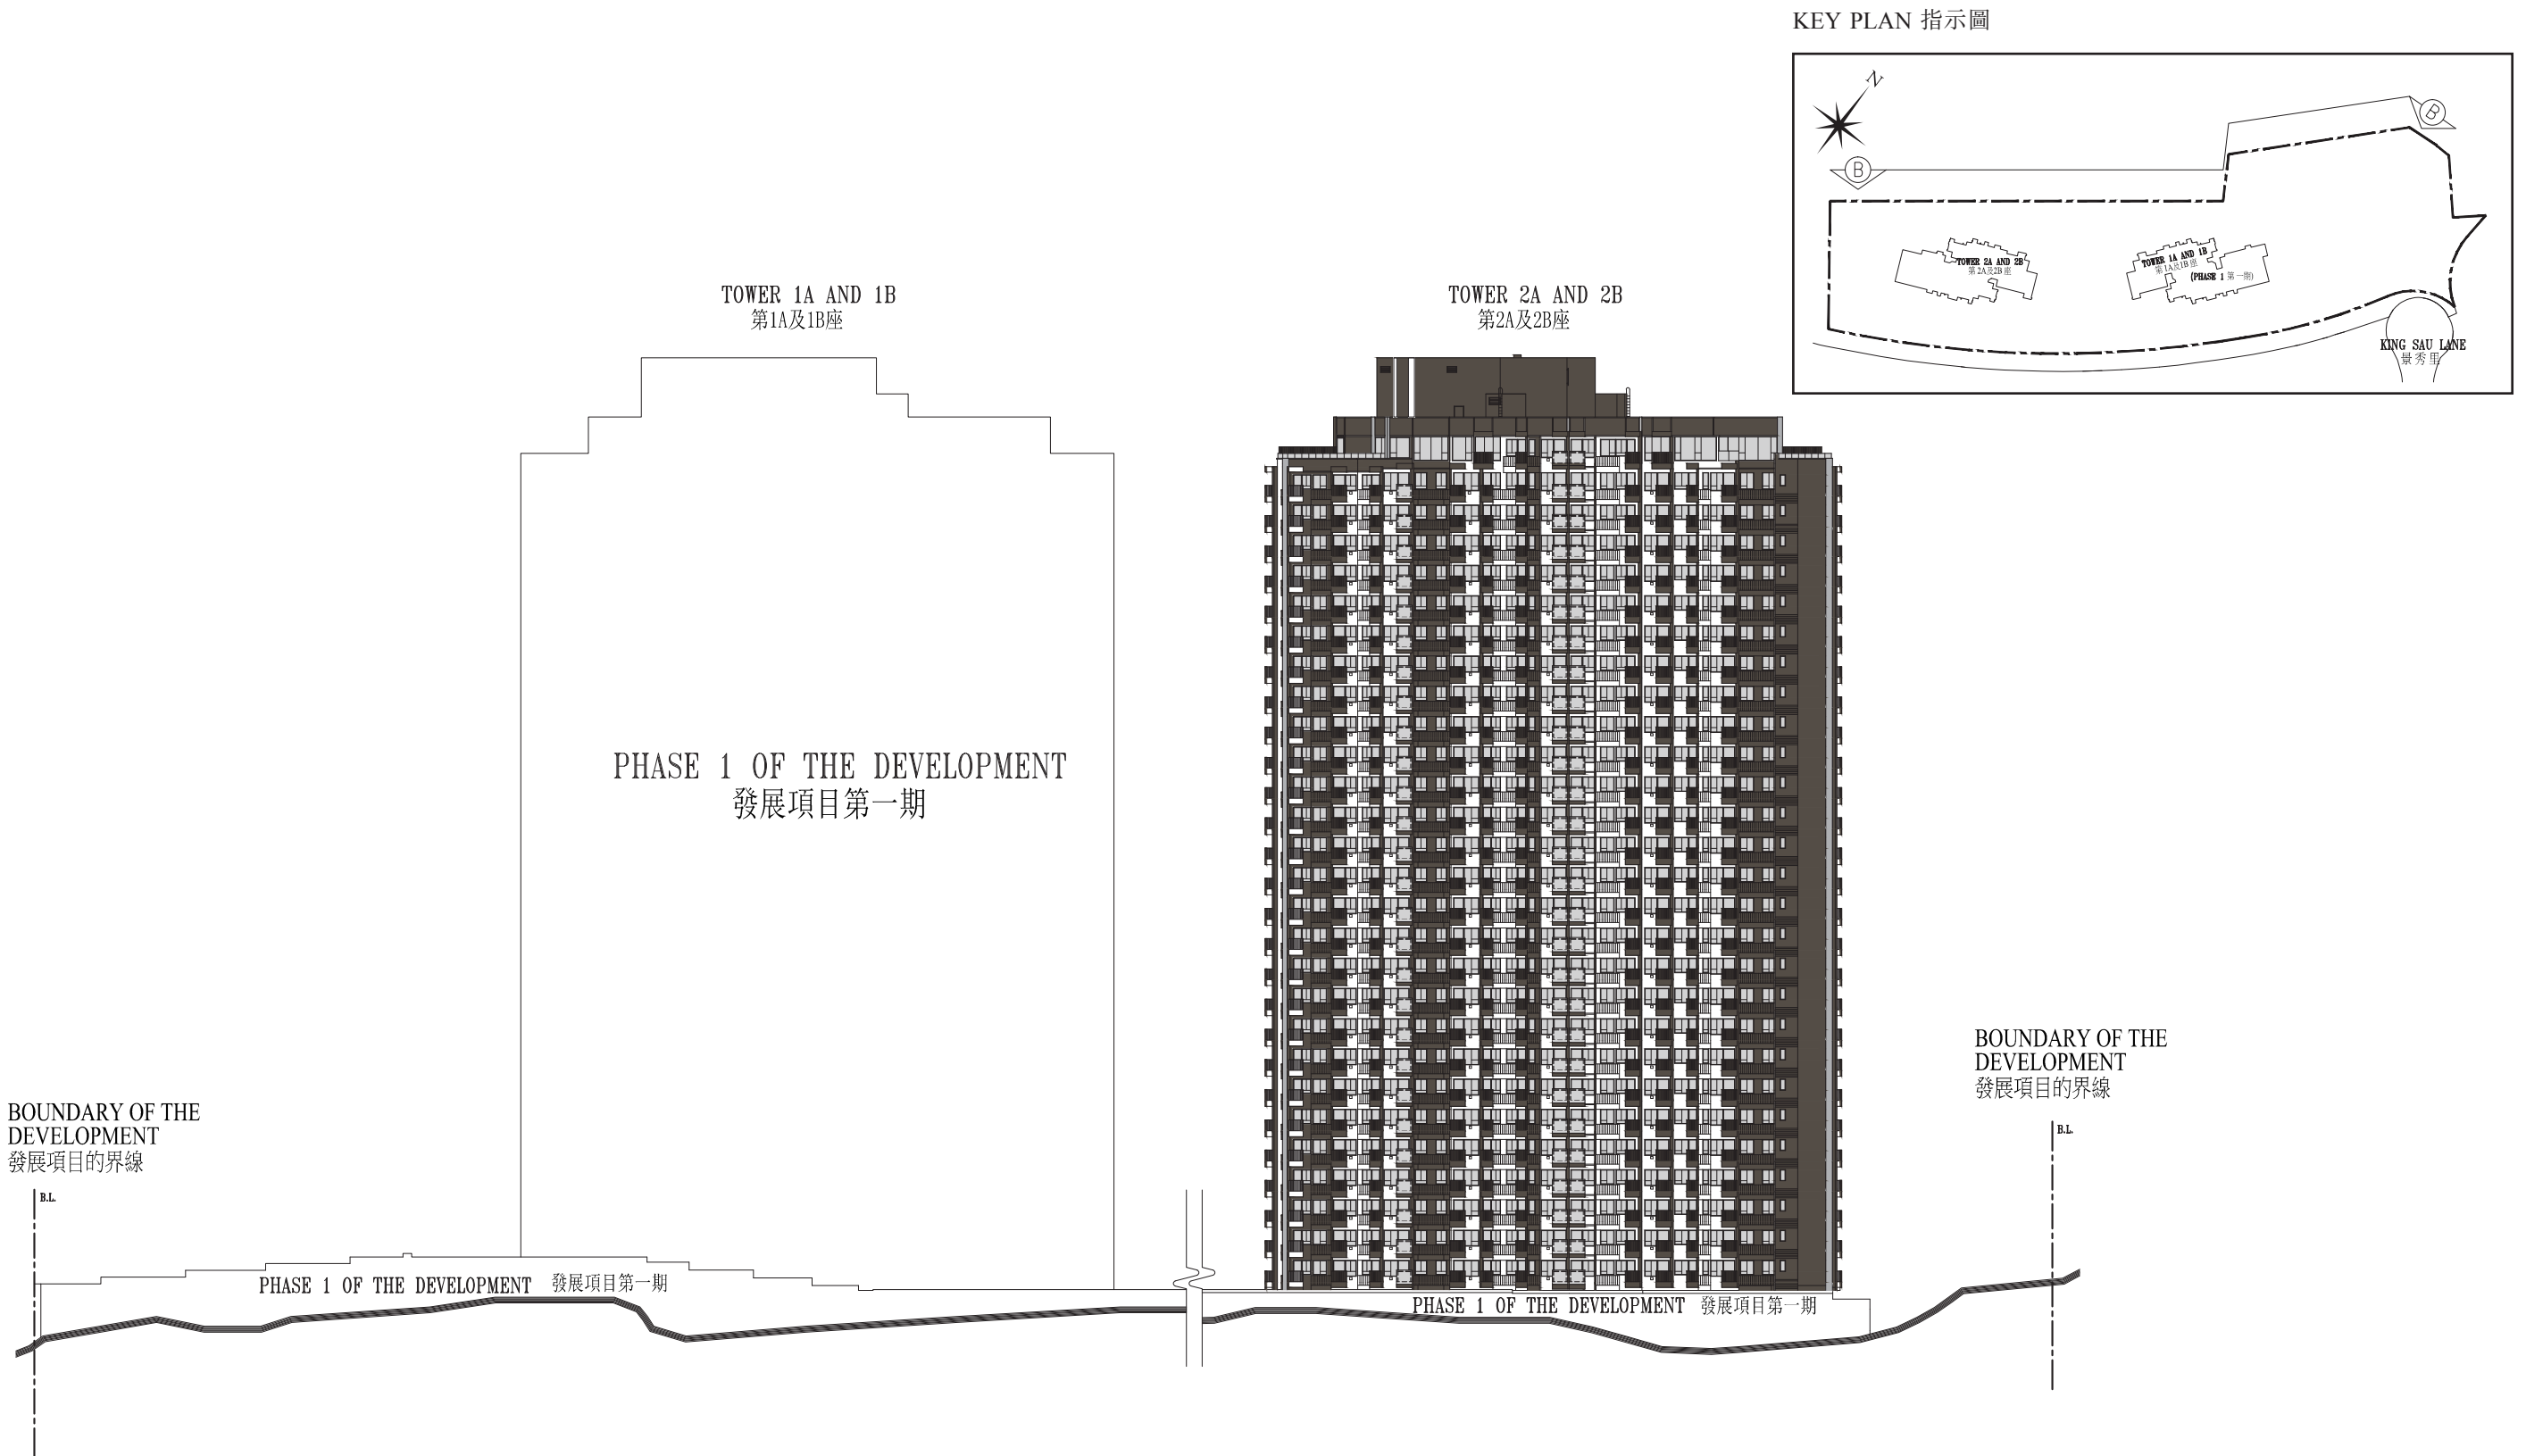 KEY PLAN 指示圖
N
B
B
TOWER 2A AND 2B
第2A及2B座
TOWER 1A AND 1B
第1A及1B座
(PHASE 1 第一期)
KING SAU LANE
景秀里
TOWER 1A AND 1B
第1A及1B座
TOWER 2A AND 2B
第2A及2B座
PHASE 1 OF THE DEVELOPMENT
發展項目第一期
BOUNDARY OF THE
DEVELOPMENT
發展項目的界線
B.L.
BOUNDARY OF THE
DEVELOPMENT
發展項目的界線
B.L.
PHASE 1 OF THE DEVELOPMENT 發展項目第一期
PHASE 1 OF THE DEVELOPMENT 發展項目第一期